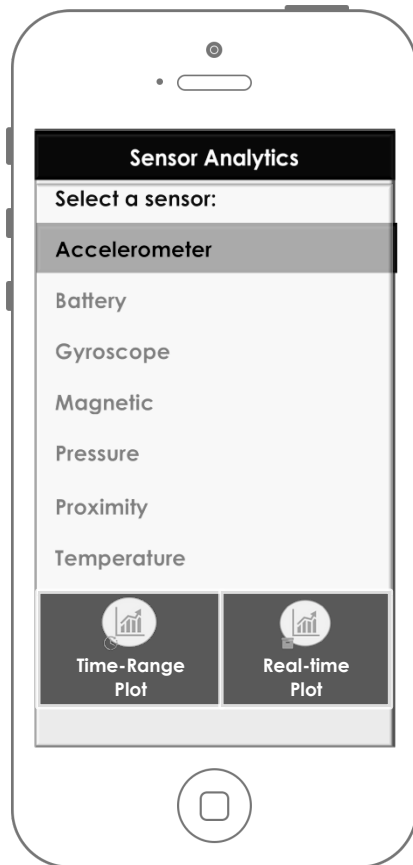 Sensor Analytics
Select a sensor:
Accelerometer
Battery
Gyroscope
Magnetic
Pressure
Proximity
Temperature
Time-Range
Plot
Real-time
Plot